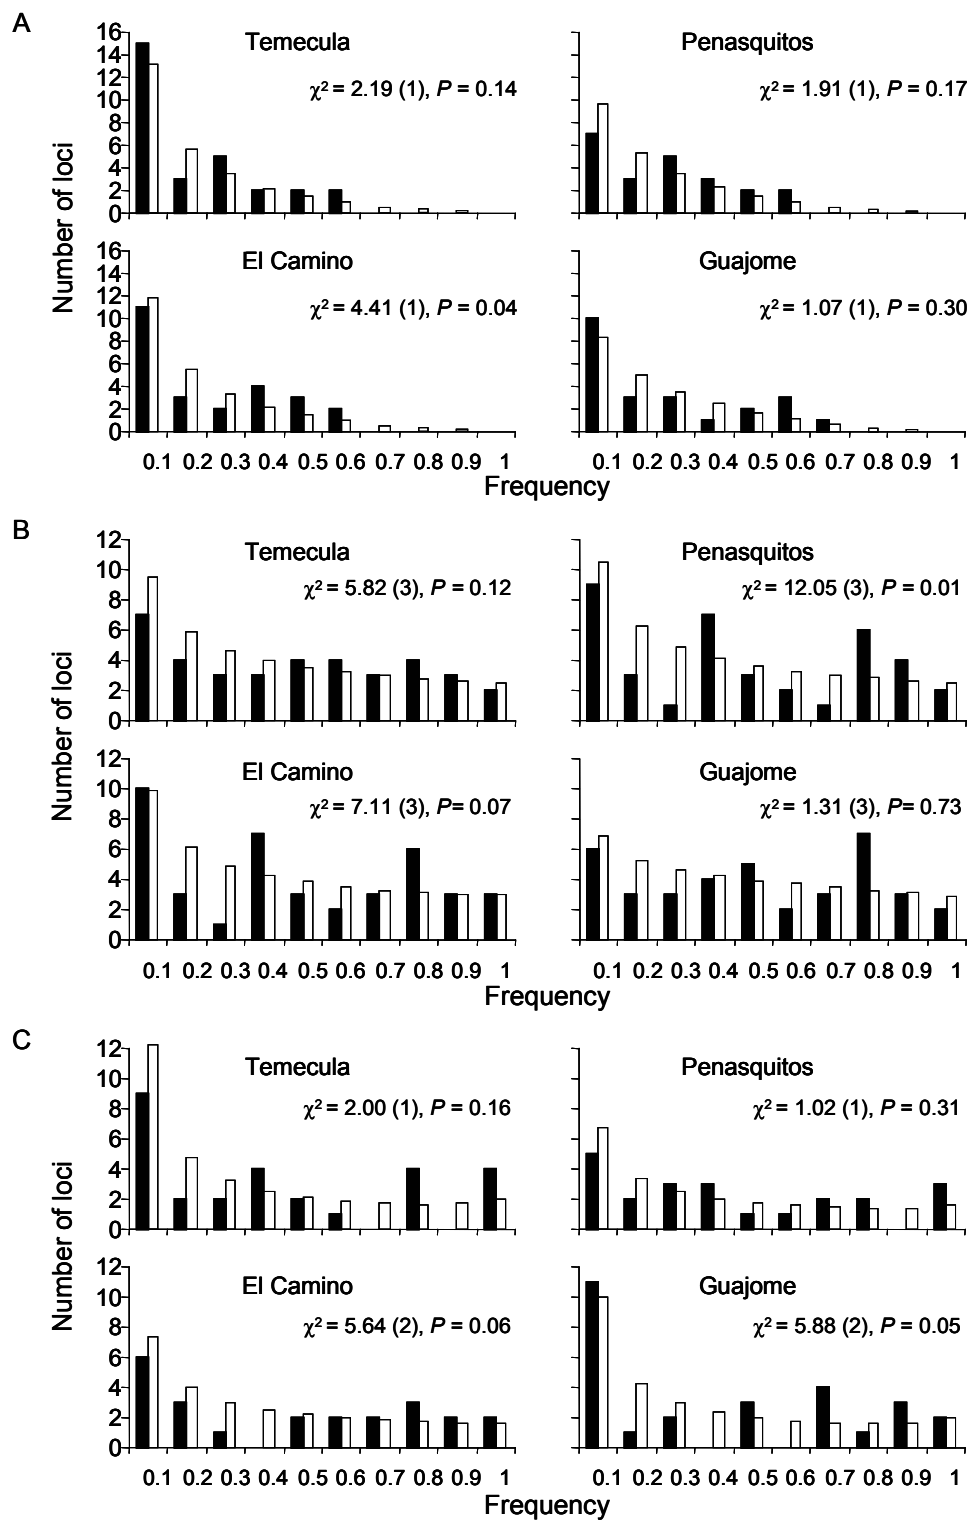 A
Temecula
χ² = 2.19 (1), P = 0.14
16
14
12
10
8
6
4
2
0
Penasquitos
χ² = 1.91 (1), P = 0.17
Number of loci
El Camino
χ² = 4.41 (1), P = 0.04
16
14
12
10
8
6
4
2
0
0.1 0.2 0.3 0.4 0.5 0.6 0.7 0.8 0.9 1
Guajome
χ² = 1.07 (1), P = 0.30
0.1 0.2 0.3 0.4 0.5 0.6 0.7 0.8 0.9 1
Frequency
B
Temecula
χ² = 5.82 (3), P = 0.12
12
10
8
6
4
2
0
Penasquitos
χ² = 12.05 (3), P = 0.01
Number of loci
El Camino
χ² = 7.11 (3), P= 0.07
12
10
8
6
4
2
0
0.1 0.2 0.3 0.4 0.5 0.6 0.7 0.8 0.9 1
Guajome
χ² = 1.31 (3), P= 0.73
0.1 0.2 0.3 0.4 0.5 0.6 0.7 0.8 0.9 1
Frequency
C
Temecula
χ² = 2.00 (1), P = 0.16
12
10
8
6
4
2
0
Penasquitos
χ² = 1.02 (1), P = 0.31
Number of loci
El Camino
χ² = 5.64 (2), P = 0.06
12
10
8
6
4
2
0
0.1 0.2 0.3 0.4 0.5 0.6 0.7 0.8 0.9 1
Guajome
χ² = 5.88 (2), P = 0.05
0.1 0.2 0.3 0.4 0.5 0.6 0.7 0.8 0.9 1
Frequency